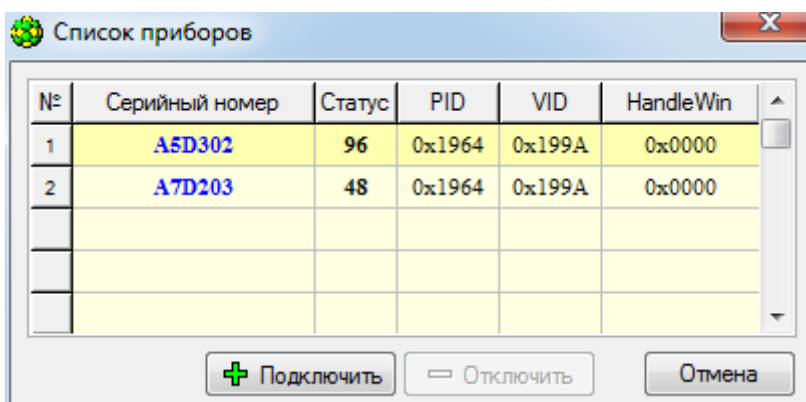 Список приборов
№ Серийный номер Статус PID VID HandleWin
1 A5D302 96 0x1964 0x199A 0x0000
2 A7D203 48 0x1964 0x199A 0x0000
Подключить Отключить Отмена